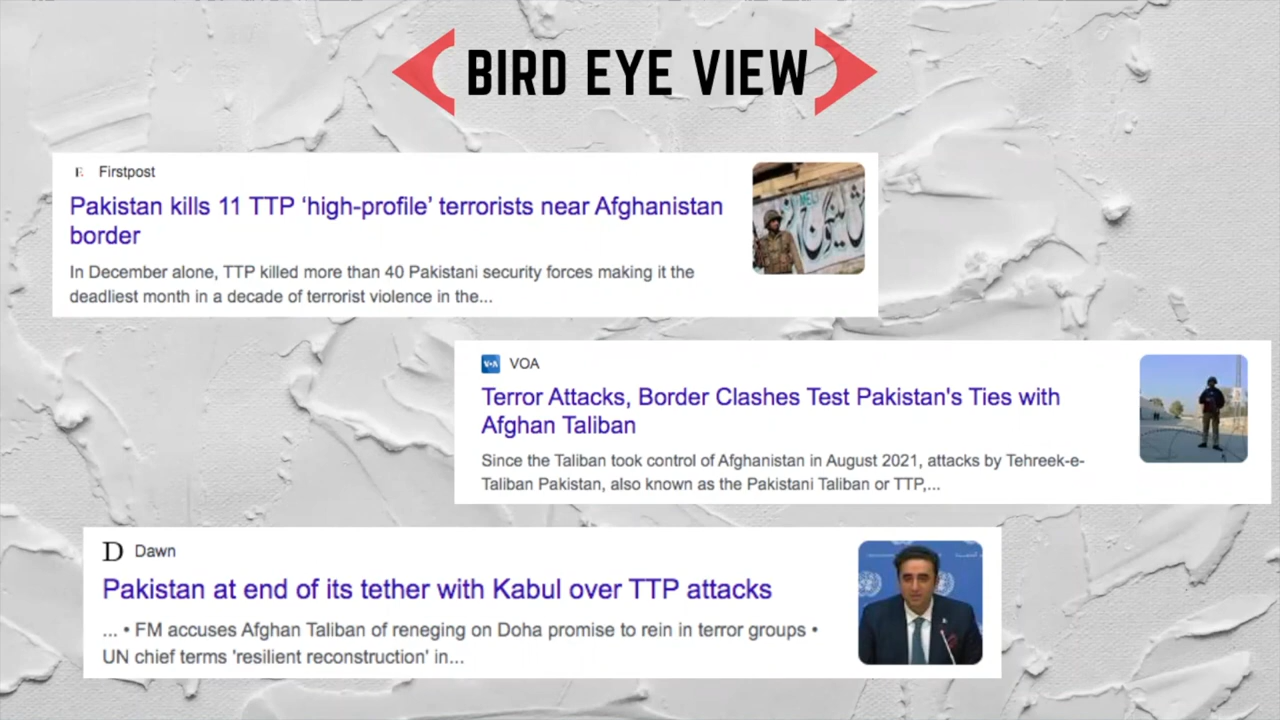 BIRD EYE VIEW
Firstpost
Pakistan kills 11 TTP ‘high-profile’ terrorists near Afghanistan
border
In December alone, TTP killed more than 40 Pakistani security forces making it the
deadliest month in a decade of terrorist violence in the...
VOA
VOA
Terror Attacks, Border Clashes Test Pakistan's Ties with
Afghan Taliban
Since the Taliban took control of Afghanistan in August 2021, attacks by Tehreek-e-
Taliban Pakistan, also known as the Pakistani Taliban or TTP,...
D Dawn
Pakistan at end of its tether with Kabul over TTP attacks
... • FM accuses Afghan Taliban of reneging on Doha promise to rein in terror groups •
UN chief terms 'resilient reconstruction' in...